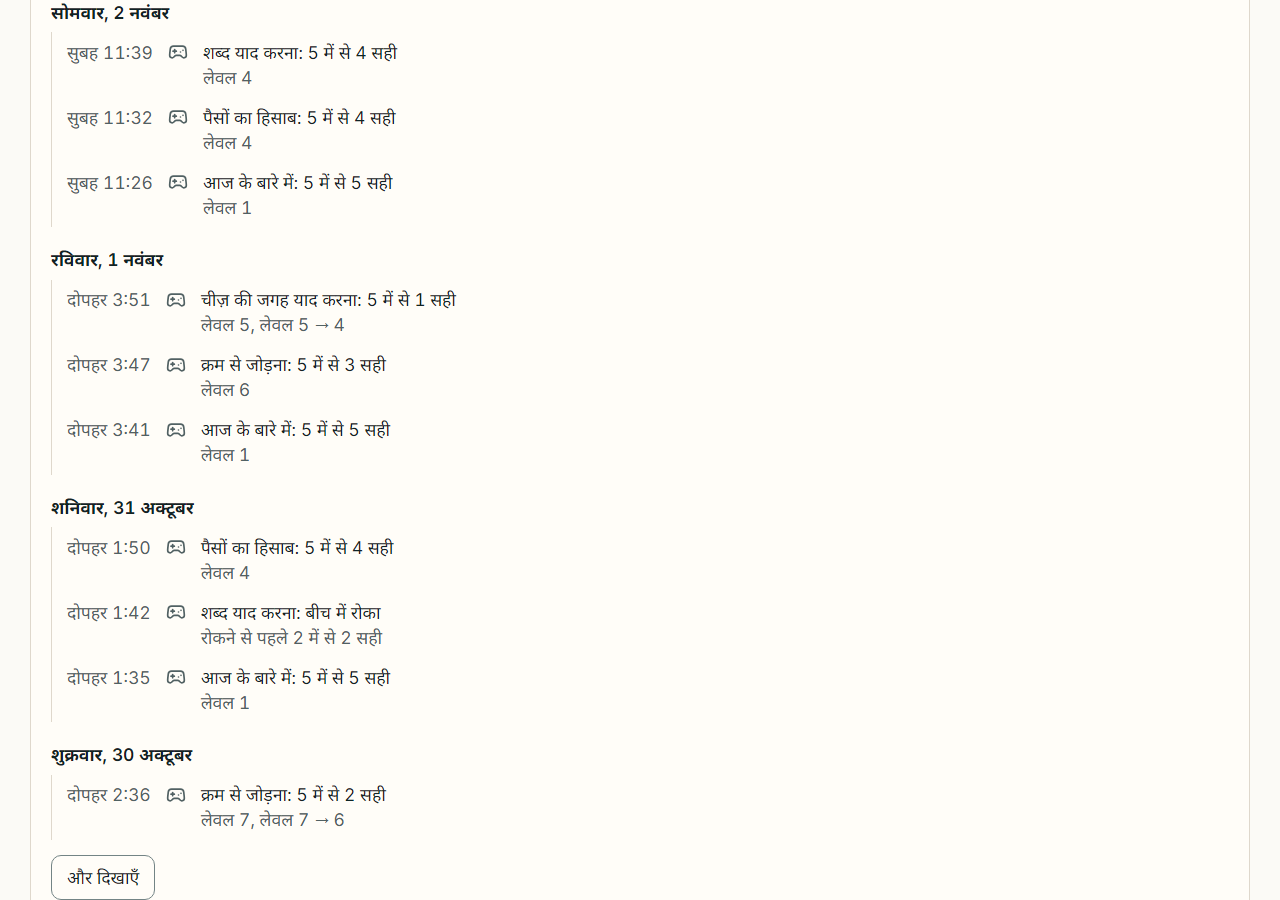 सोमवार, 2 नवंबर
सुबह 11:39 शब्द याद करना: 5 में से 4 सही
लेवल 4
सुबह 11:32 पैसों का हिसाब: 5 में से 4 सही
लेवल 4
सुबह 11:26 आज के बारे में: 5 में से 5 सही
लेवल 1
रविवार, 1 नवंबर
दोपहर 3:51 चीज़ की जगह याद करना: 5 में से 1 सही
लेवल 5, लेवल 5 → 4
दोपहर 3:47 क्रम से जोड़ना: 5 में से 3 सही
लेवल 6
दोपहर 3:41 आज के बारे में: 5 में से 5 सही
लेवल 1
शनिवार, 31 अक्टूबर
दोपहर 1:50 पैसों का हिसाब: 5 में से 4 सही
लेवल 4
दोपहर 1:42 शब्द याद करना: बीच में रोका
रोकने से पहले 2 में से 2 सही
दोपहर 1:35 आज के बारे में: 5 में से 5 सही
लेवल 1
शुक्रवार, 30 अक्टूबर
दोपहर 2:36 क्रम से जोड़ना: 5 में से 2 सही
लेवल 7, लेवल 7 → 6
और दिखाएँ